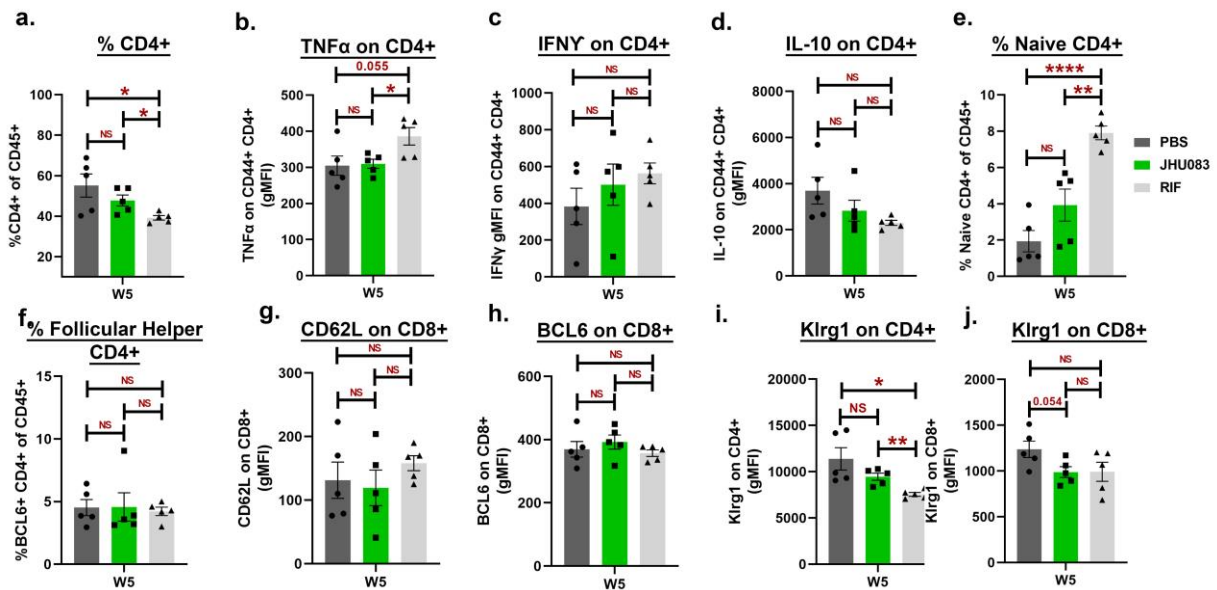 a.
% CD4+
%CD4+ of CD45+
100
80
60
40
20
*
*
NS
W5
b.
TNFα on CD4+
TNFα on CD44+ CD4+
(gMFI)
500
400
300
200
100
0
0.055
*
NS
W5
c
IFNƳ on CD4+
IFNγ gMFI on CD44+ CD4+
1000
800
600
400
200
0
NS
NS
NS
W5
d.
IL-10 on CD4+
IL-10 on CD44+ CD4+
(gMFI)
8000
6000
4000
2000
0
NS
NS
NS
W5
e.
% Naive CD4+
% Naive CD4+ of CD45+
10
8
6
4
2
0
****
**
NS
W5
PBS
JHU083
RIF
f.
% Follicular Helper
CD4+
%BCL6+ CD4+ of CD45+
15
10
5
0
NS
NS
NS
W5
g.
CD62L on CD8+
CD62L on CD8+
(gMFI)
300
200
100
0
NS
NS
NS
W5
h.
BCL6 on CD8+
BCL6 on CD8+
(gMFI)
800
600
400
200
0
NS
NS
NS
W5
i.
Klrg1 on CD4+
Klrg1 on CD4+
(gMFI)
20000
15000
10000
5000
0
*
NS
**
W5
j.
Klrg1 on CD8+
Klrg1 on CD8+
(gMFI)
2000
1500
1000
500
0
NS
0.054
NS
W5